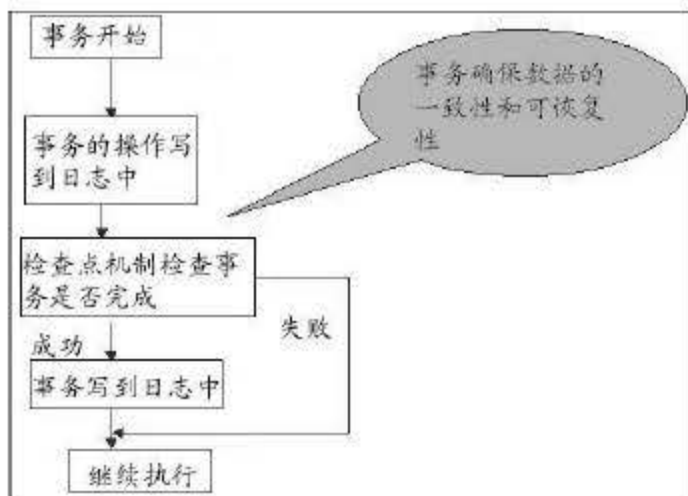 事务开始
事务确保数据的
一致性和可恢复
性
事务的操作写
到日志中
检查点机制检查事
务是否完成
失败
成功
事务写到日志中
继续执行